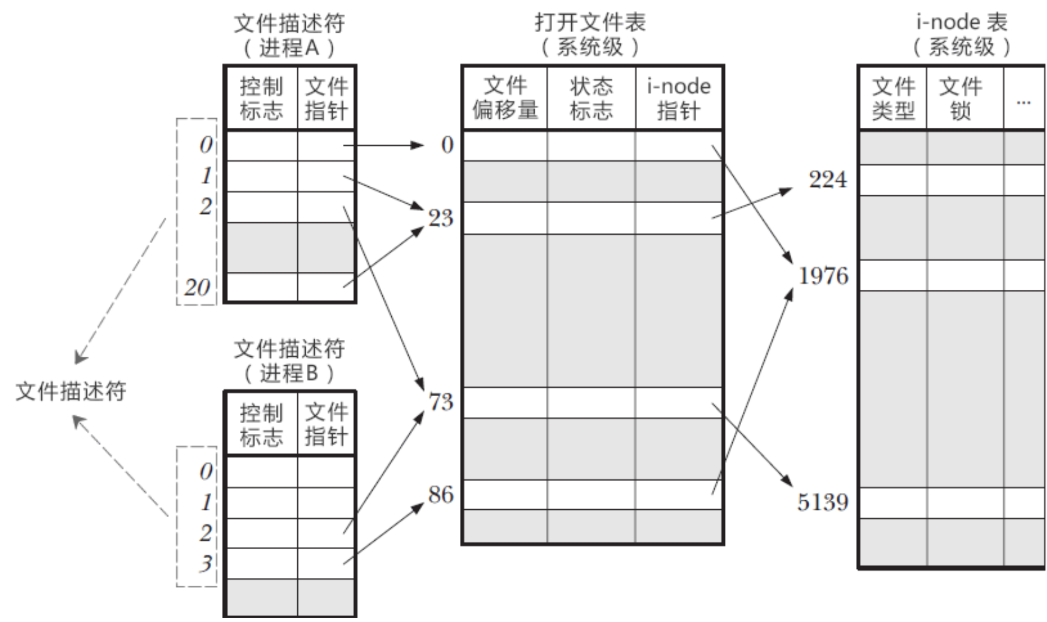 文件描述符
（进程A）
控制
标志
文件
指针
0
1
2
20
文件描述符
文件描述符
（进程B）
控制
标志
文件
指针
0
1
2
3
打开文件表
（系统级）
文件
偏移量
状态
标志
i-node
指针
0
23
73
86
i-node 表
（系统级）
文件
类型
文件
锁
...
224
1976
5139